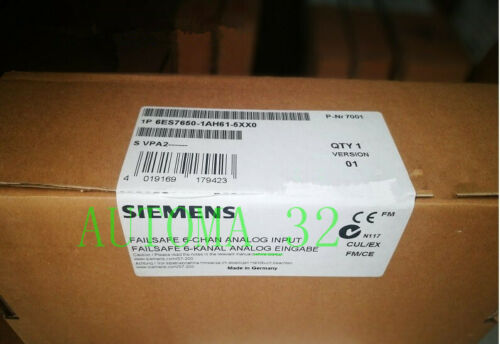 P-Nr 7001
1P 6ES7650-1AH61-5XX0
S VPA2-----
QTY 1
VERSION
01
4 019169 179423
SIEMENS
CE FM
N117
FAILSAFE 6-CHAN ANALOG INPUT
FAILSAFE 6-KANAL ANALOG EINGABE
CUL/EX
FM/CE
Made in Germany
AUTOMA 32